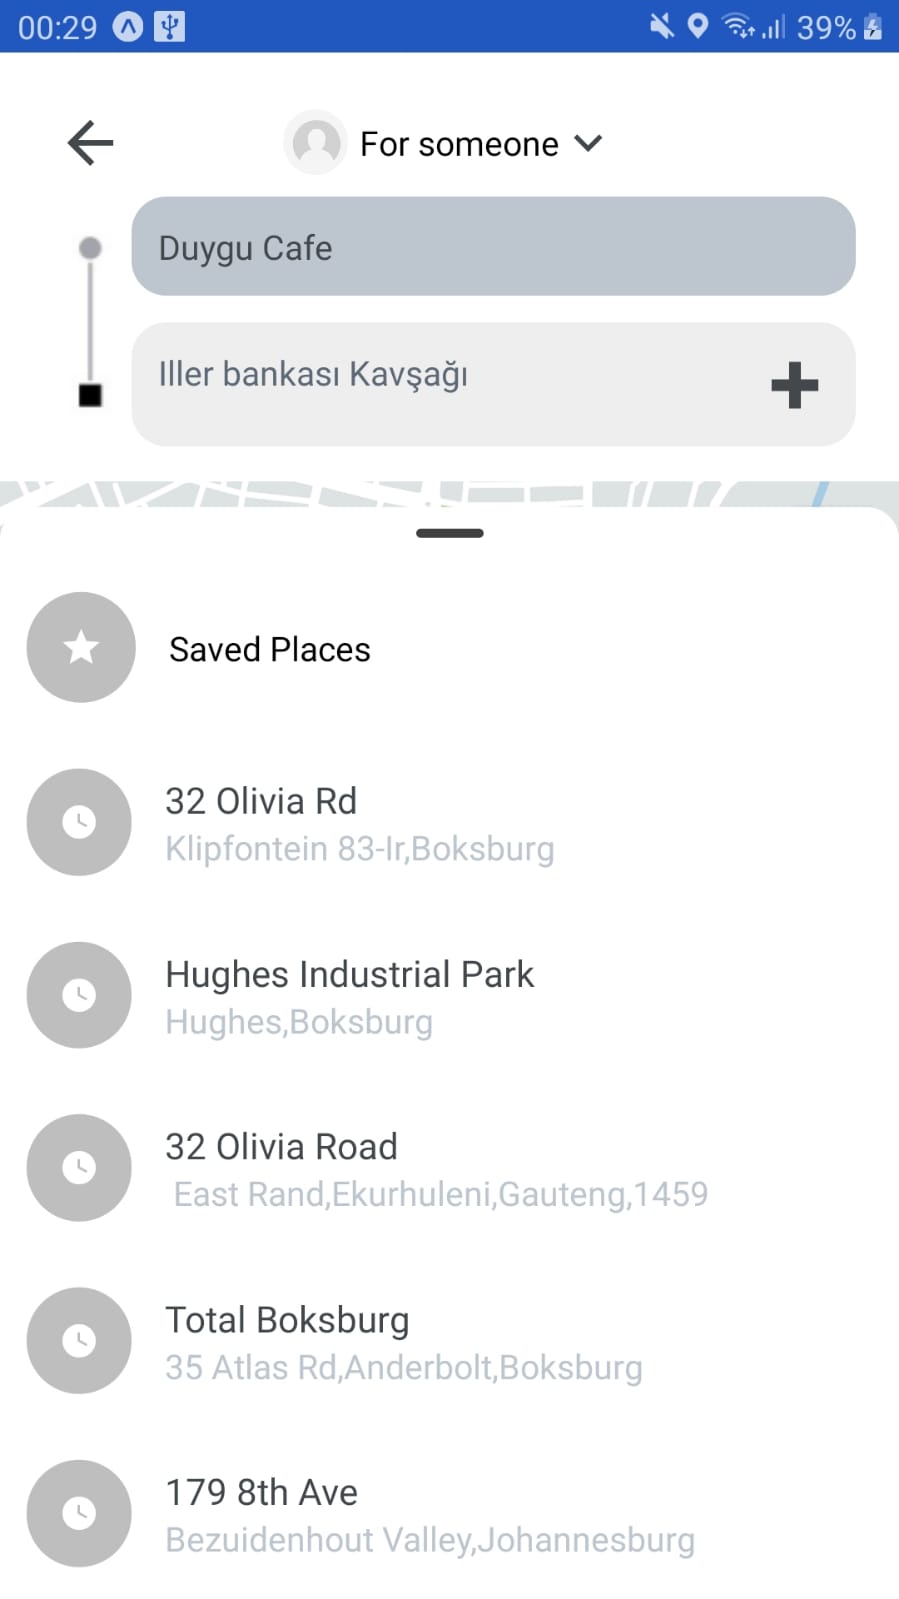 00:29
39%
For someone
Duygu Cafe
Iller bankası Kavşağı
Saved Places
32 Olivia Rd
Klipfontein 83-Ir,Boksburg
Hughes Industrial Park
Hughes,Boksburg
32 Olivia Road
East Rand,Ekurhuleni,Gauteng,1459
Total Boksburg
35 Atlas Rd,Anderbolt,Boksburg
179 8th Ave
Bezuidenhout Valley,Johannesburg